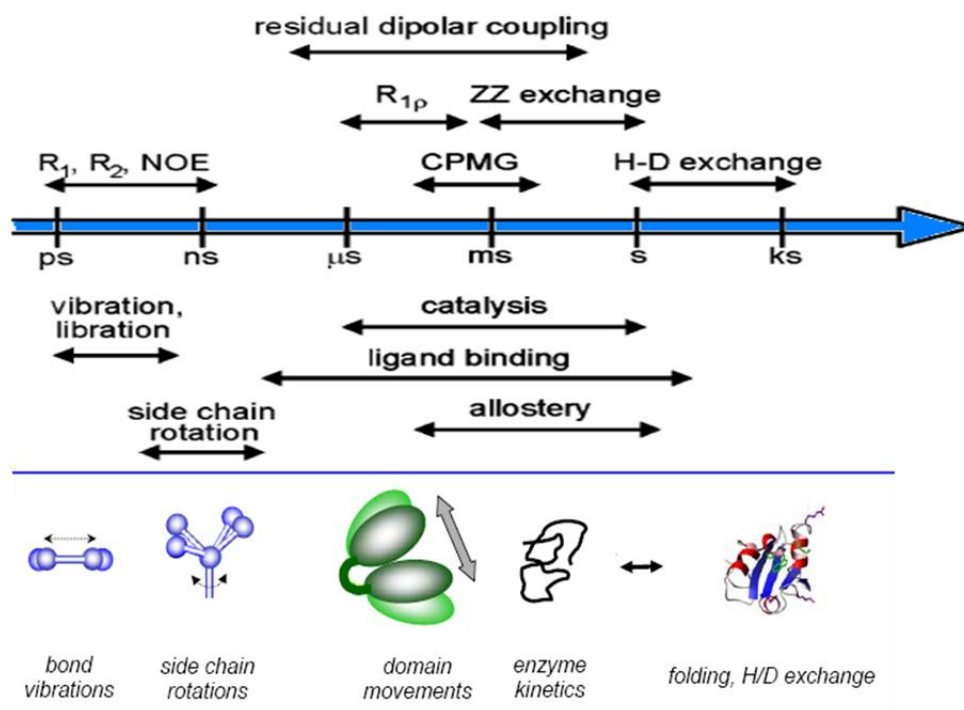 residual dipolar coupling
R1ρ ZZ exchange
R1, R2, NOE CPMG H-D exchange
ps ns μs ms s ks
vibration,
libration
catalysis
ligand binding
side chain
rotation
allostery
bond
vibrations
side chain
rotations
domain
movements
enzyme
kinetics
folding, H/D exchange